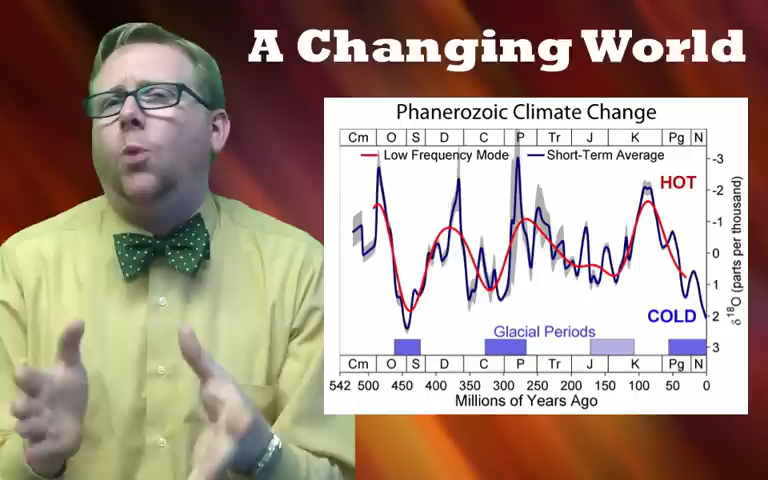 A Changing World
Phanerozoic Climate Change
Cm O S D C P Tr J K Pg N
Low Frequency Mode Short-Term Average
HOT
COLD
Glacial Periods
-3
-2
-1
0
1
2
3
δ18O (parts per thousand)
Cm O S D C P Tr J K Pg N
542 500 450 400 350 300 250 200 150 100 50 0
Millions of Years Ago